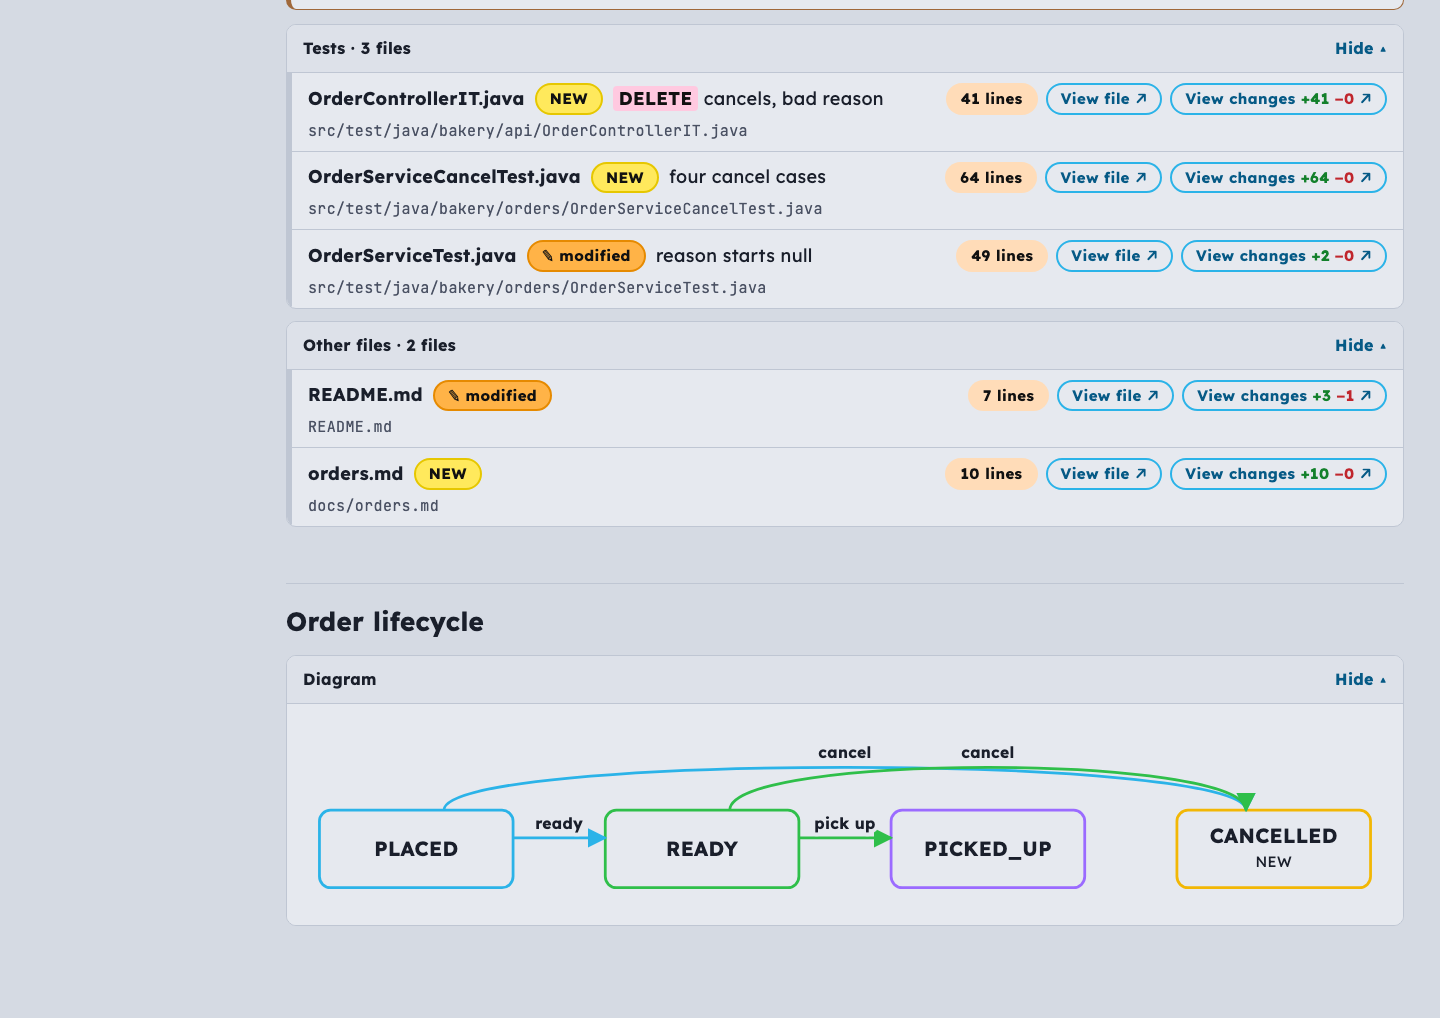 Tests · 3 files Hide ▴
OrderControllerIT.java NEW DELETE cancels, bad reason 41 lines View file ↗ View changes +41 −0 ↗
src/test/java/bakery/api/OrderControllerIT.java
OrderServiceCancelTest.java NEW four cancel cases 64 lines View file ↗ View changes +64 −0 ↗
src/test/java/bakery/orders/OrderServiceCancelTest.java
OrderServiceTest.java ✎ modified reason starts null 49 lines View file ↗ View changes +2 −0 ↗
src/test/java/bakery/orders/OrderServiceTest.java
Other files · 2 files Hide ▴
README.md ✎ modified 7 lines View file ↗ View changes +3 −1 ↗
README.md
orders.md NEW 10 lines View file ↗ View changes +10 −0 ↗
docs/orders.md
Order lifecycle
Diagram Hide ▴
cancel cancel
ready pick up
PLACED READY PICKED_UP CANCELLED
NEW